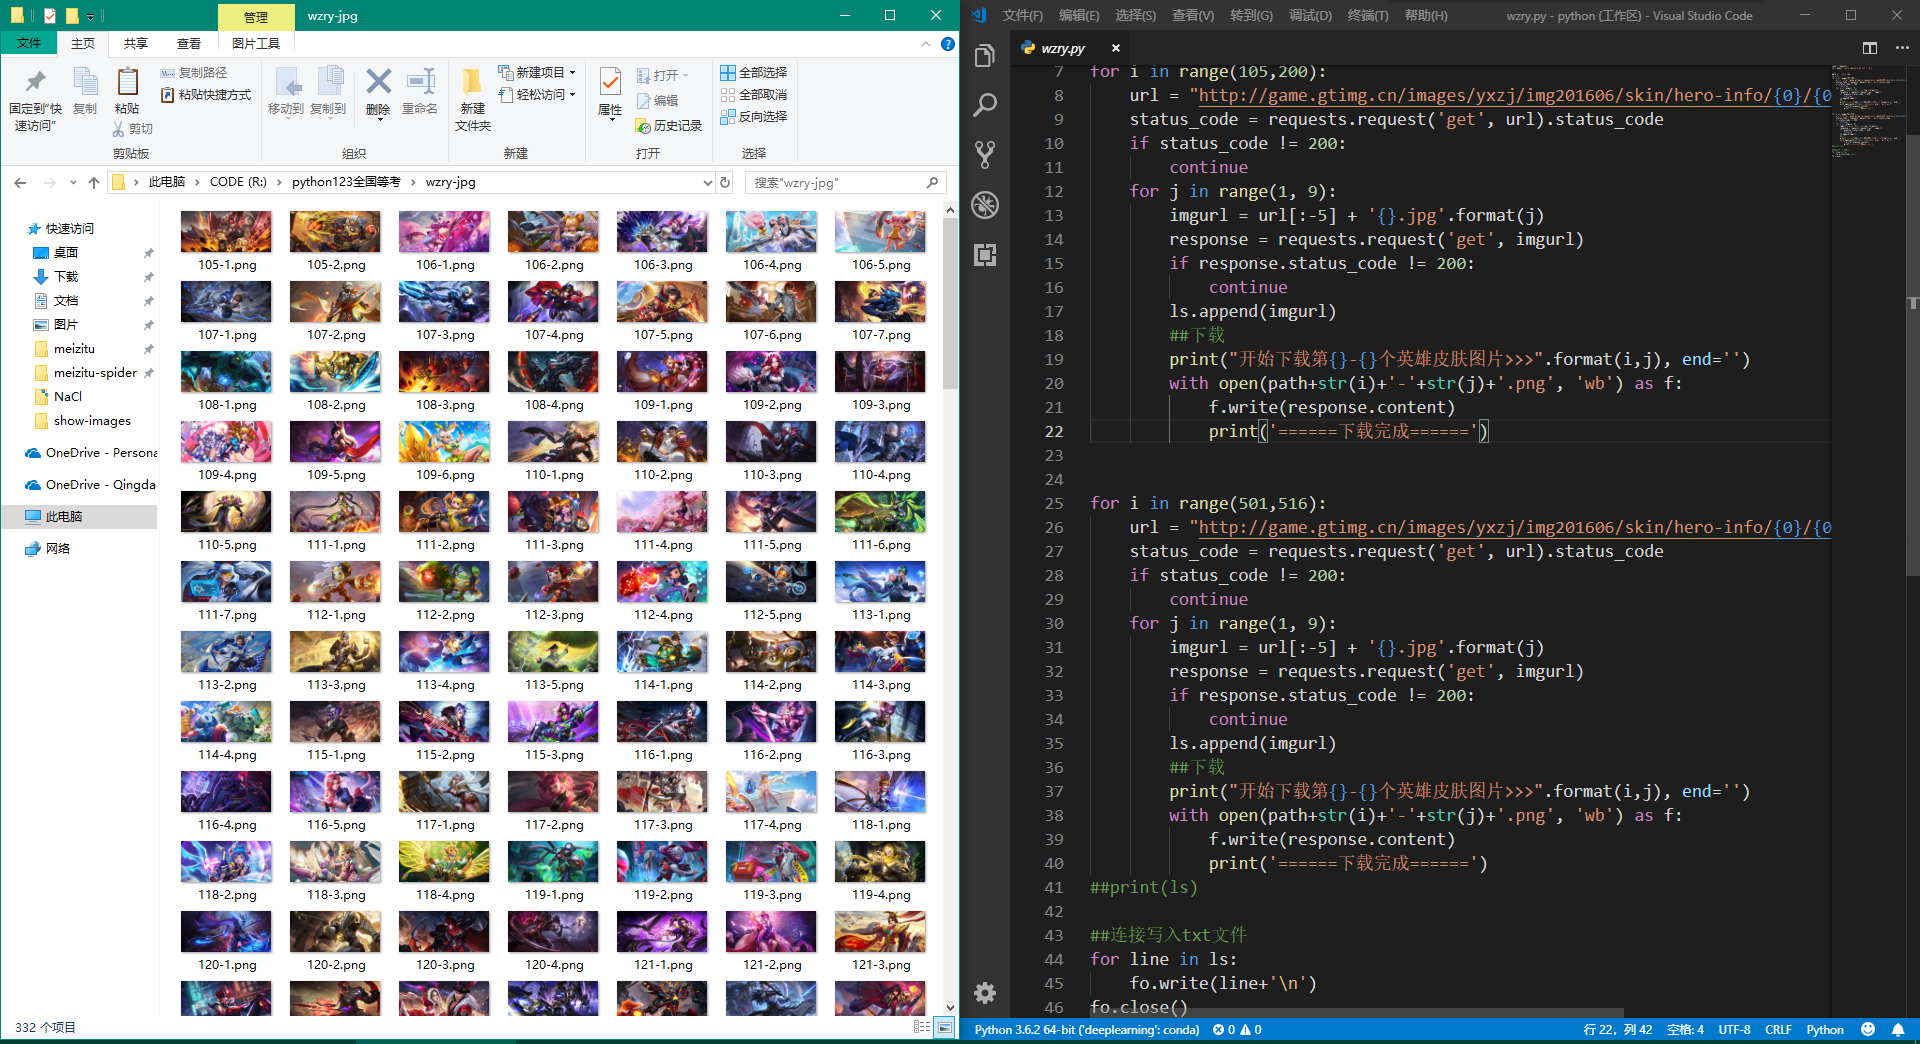 管理
wzry-jpg
文件
主页
共享
查看
图片工具
固定到"快
速访问"
复制
粘贴
复制路径
粘贴快捷方式
剪切
剪贴板
移动到
复制到
删除
重命名
组织
新建
文件夹
新建项目
轻松访问
新建
属性
打开
编辑
历史记录
打开
全部选择
全部取消
反向选择
选择
此电脑 › CODE (R:) › python123全国等考 › wzry-jpg
搜索"wzry-jpg"
快速访问
桌面
下载
文档
图片
meizitu
meizitu-spider
NaCl
show-images
OneDrive - Persona
OneDrive - Qingda
此电脑
网络
105-1.png 105-2.png 106-1.png 106-2.png 106-3.png 106-4.png 106-5.png
107-1.png 107-2.png 107-3.png 107-4.png 107-5.png 107-6.png 107-7.png
108-1.png 108-2.png 108-3.png 108-4.png 109-1.png 109-2.png 109-3.png
109-4.png 109-5.png 109-6.png 110-1.png 110-2.png 110-3.png 110-4.png
110-5.png 111-1.png 111-2.png 111-3.png 111-4.png 111-5.png 111-6.png
111-7.png 112-1.png 112-2.png 112-3.png 112-4.png 112-5.png 113-1.png
113-2.png 113-3.png 113-4.png 113-5.png 114-1.png 114-2.png 114-3.png
114-4.png 115-1.png 115-2.png 115-3.png 116-1.png 116-2.png 116-3.png
116-4.png 116-5.png 117-1.png 117-2.png 117-3.png 117-4.png 118-1.png
118-2.png 118-3.png 118-4.png 119-1.png 119-2.png 119-3.png 119-4.png
120-1.png 120-2.png 120-3.png 120-4.png 121-1.png 121-2.png 121-3.png
332 个项目
文件(F) 编辑(E) 选择(S) 查看(V) 转到(G) 调试(D) 终端(T) 帮助(H)
wzry.py - python (工作区) - Visual Studio Code
wzry.py
7 for i in range(105,200):
8 url = "http://game.gtimg.cn/images/yxzj/img201606/skin/hero-info/{0}/{0
9 status_code = requests.request('get', url).status_code
10 if status_code != 200:
11 continue
12 for j in range(1, 9):
13 imgurl = url[:-5] + '{}.jpg'.format(j)
14 response = requests.request('get', imgurl)
15 if response.status_code != 200:
16 continue
17 ls.append(imgurl)
18 ##下载
19 print("开始下载第{}-{}个英雄皮肤图片>>>".format(i,j), end='')
20 with open(path+str(i)+'-'+str(j)+'.png', 'wb') as f:
21 f.write(response.content)
22 print('======下载完成======')
23
24
25 for i in range(501,516):
26 url = "http://game.gtimg.cn/images/yxzj/img201606/skin/hero-info/{0}/{0
27 status_code = requests.request('get', url).status_code
28 if status_code != 200:
29 continue
30 for j in range(1, 9):
31 imgurl = url[:-5] + '{}.jpg'.format(j)
32 response = requests.request('get', imgurl)
33 if response.status_code != 200:
34 continue
35 ls.append(imgurl)
36 ##下载
37 print("开始下载第{}-{}个英雄皮肤图片>>>".format(i,j), end='')
38 with open(path+str(i)+'-'+str(j)+'.png', 'wb') as f:
39 f.write(response.content)
40 print('======下载完成======')
41 ##print(ls)
42
43 ##连接写入txt文件
44 for line in ls:
45 fo.write(line+'\n')
46 fo.close()
Python 3.6.2 64-bit ('deeplearning': conda) 0 0
行 22，列 42 空格: 4 UTF-8 CRLF Python